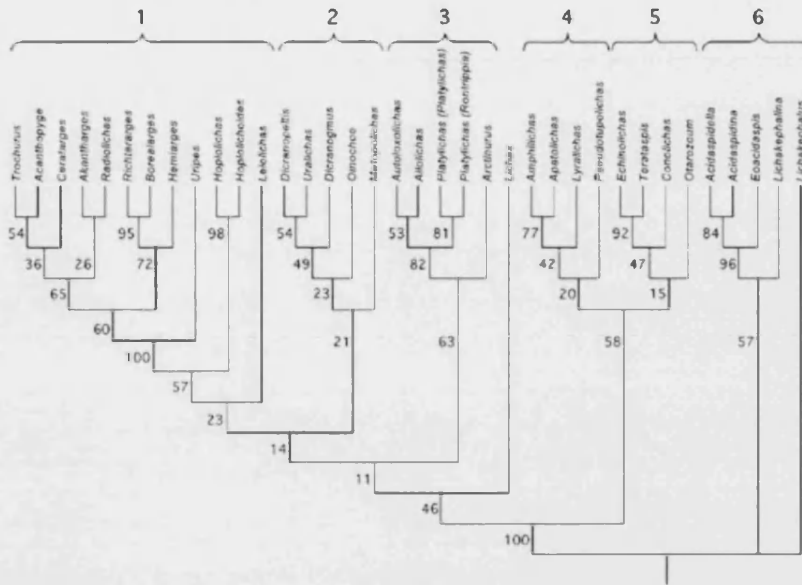 1 2 3 4 5 6
Trochurus
Acanthopyge
Ceratarges
Akantharges
Radiolichas
Richterarges
Borealarges
Hemiarges
Uripes
Hoplolichas
Hoplolichoides
Leiolichas
Dicranopeltis
Uralichas
Dicranogmus
Oinochoe
Metopolichas
Autoloxolichas
Allolichas
Platylichas (Platylichas)
Platylichas (Rontrippia)
Arctinurus
Lichas
Amphilichas
Apatolichas
Lyralichas
Pseudotupolichas
Echinolichas
Terataspis
Conolichas
Otarozoum
Acidaspidella
Acidaspidina
Eoacidaspis
Lichakephalina
Lichakephalus
54 95 98 54 53 81 77 92 84
36 26 72 49 82 42 47 96
65 23 20 15
60 21 63 58 57
100
57
23
14
11
46
100